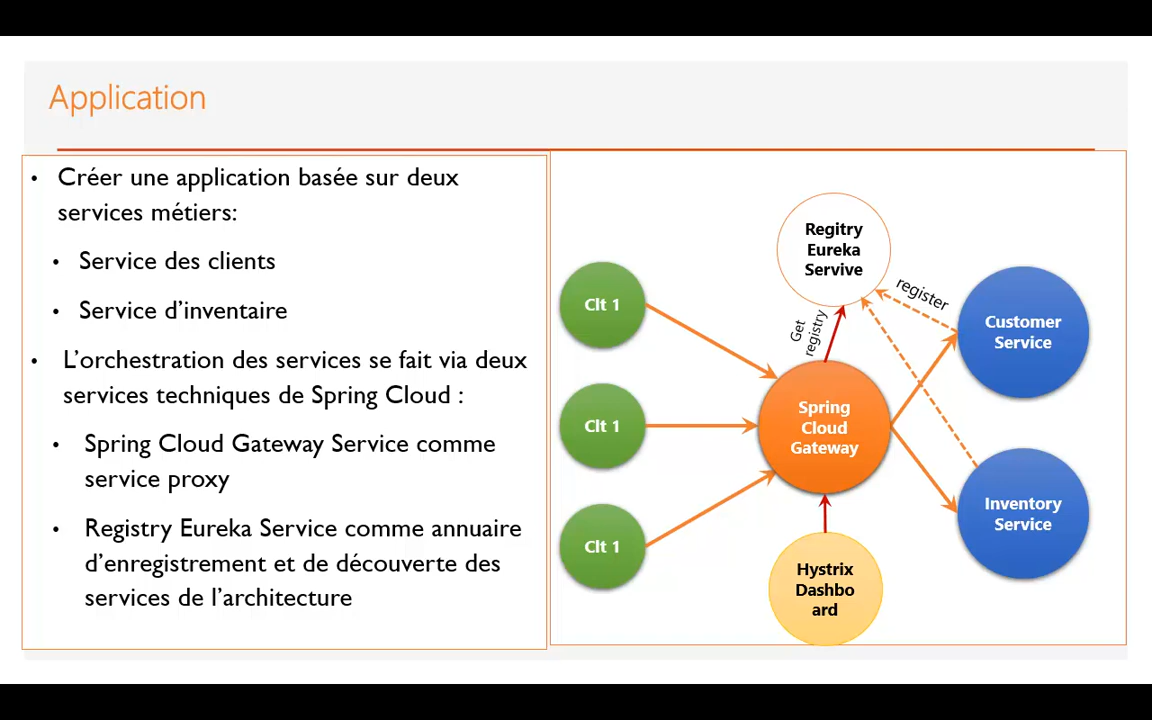 Application
• Créer une application basée sur deux
services métiers:
• Service des clients
• Service d’inventaire
• L’orchestration des services se fait via deux
services techniques de Spring Cloud :
• Spring Cloud Gateway Service comme
service proxy
• Registry Eureka Service comme annuaire
d’enregistrement et de découverte des
services de l’architecture
Clt 1
Clt 1
Clt 1
Regitry
Eureka
Servive
Get
registry
register
Spring
Cloud
Gateway
Customer
Service
Inventory
Service
Hystrix
Dashbo
ard